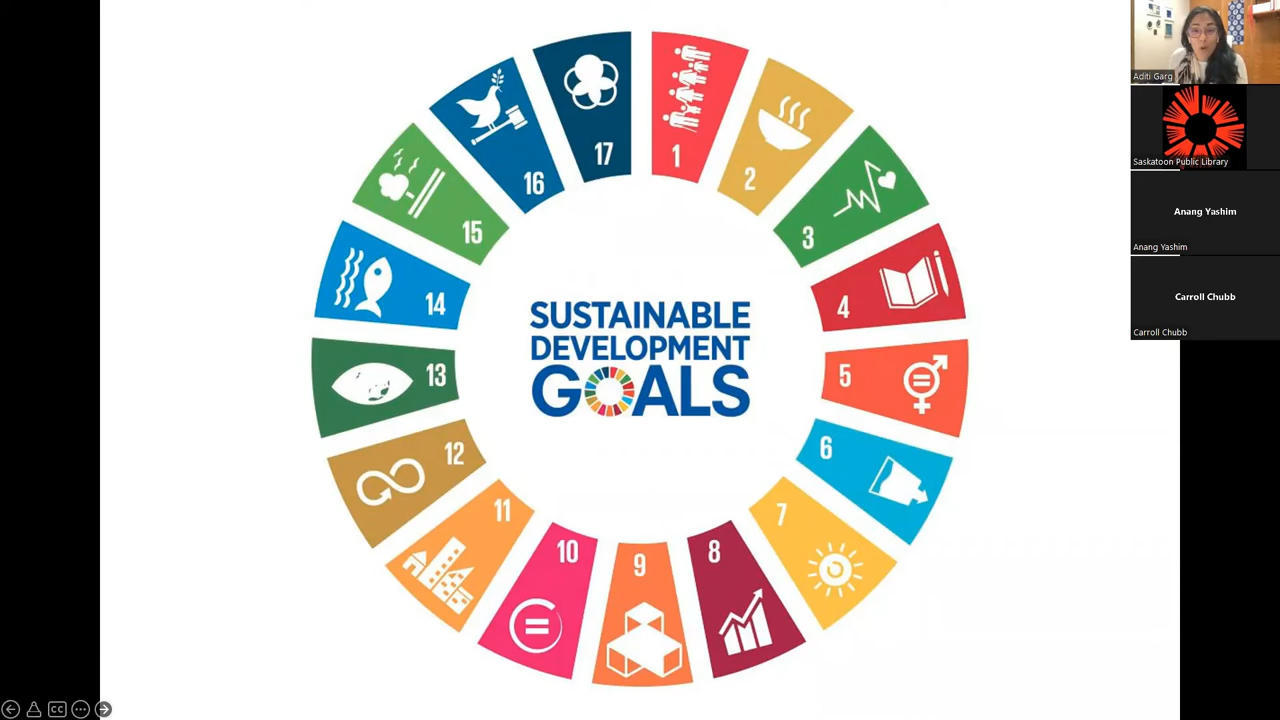 1
2
3
4
5
6
7
8
9
10
11
12
13
14
15
16
17
SUSTAINABLE
DEVELOPMENT
GOALS
Aditi Garg
Saskatoon Public Library
Anang Yashim
Anang Yashim
Carroll Chubb
Carroll Chubb
CC